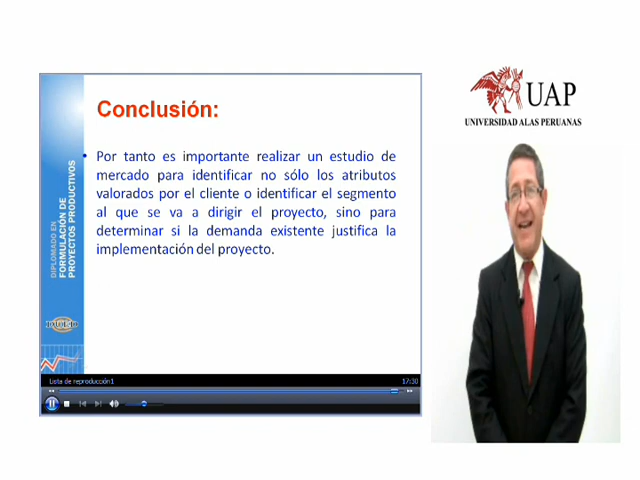 Conclusión:
• Por tanto es importante realizar un estudio de
mercado para identificar no sólo los atributos
valorados por el cliente o identificar el segmento
al que se va a dirigir el proyecto, sino para
determinar si la demanda existente justifica la
implementación del proyecto.
DIPLOMADO EN
FORMULACIÓN DE
PROYECTOS PRODUCTIVOS
DUED
Lista de reproducción1
17:30
UAP
UNIVERSIDAD ALAS PERUANAS